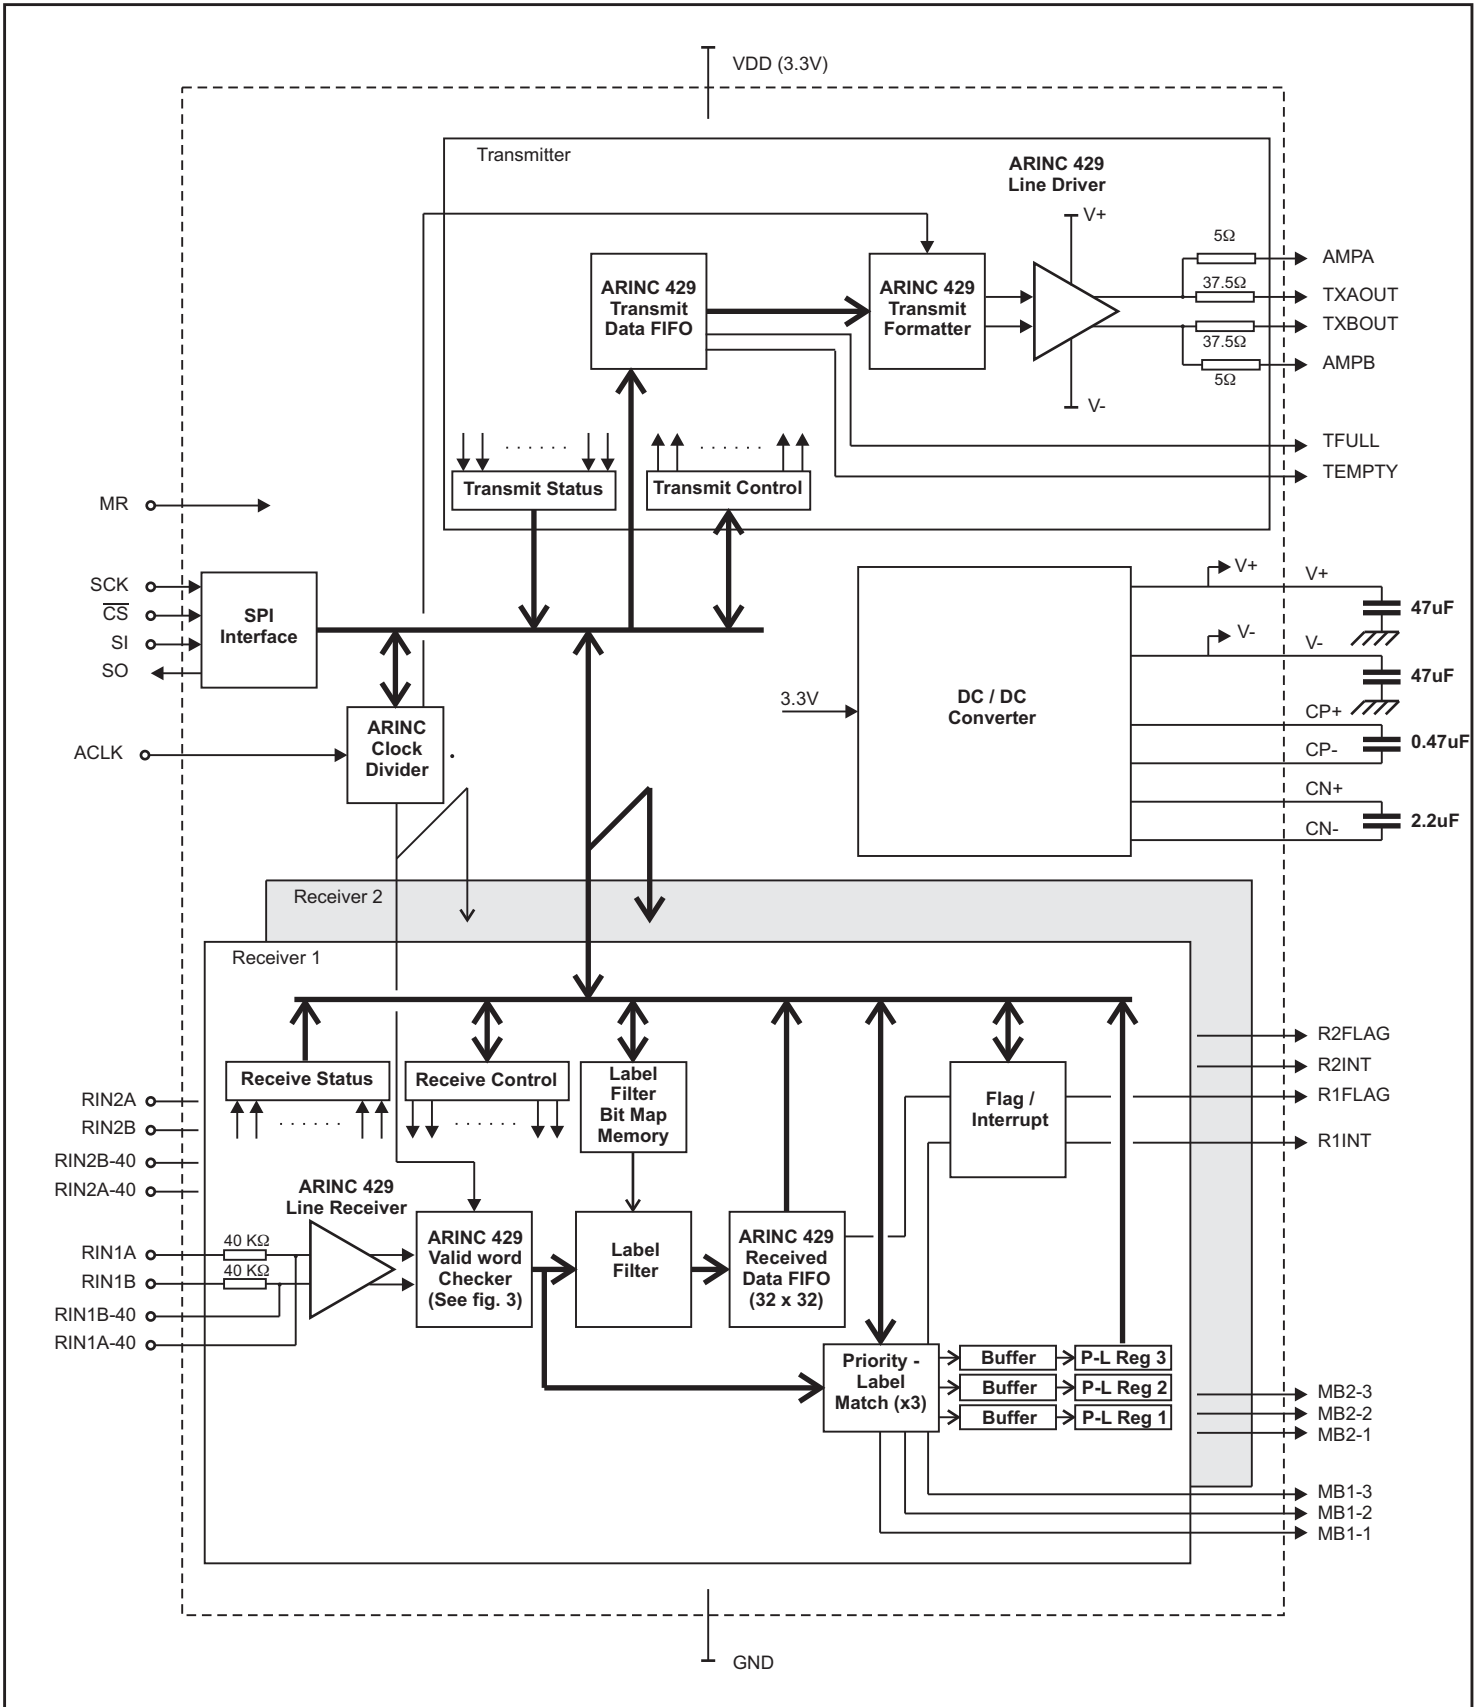 VDD (3.3V)
Transmitter
ARINC 429
Line Driver
V+
5Ω
AMPA
ARINC 429
Transmit
Data FIFO
ARINC 429
Transmit
Formatter
37.5Ω
TXAOUT
TXBOUT
37.5Ω
AMPB
5Ω
V-
. . . . . .
. . . . . .
TFULL
TEMPTY
Transmit Status
Transmit Control
MR
SCK
CS
SI
SO
SPI
Interface
V+
V+
47uF
V-
V-
47uF
3.3V
DC / DC
Converter
CP+
CP-
0.47uF
CN+
CN-
2.2uF
ACLK
ARINC
Clock
Divider
Receiver 2
Receiver 1
Receive Status
. . . . . .
Receive Control
. . . . . .
Label
Filter
Bit Map
Memory
Flag /
Interrupt
R2FLAG
R2INT
R1FLAG
R1INT
RIN2A
RIN2B
RIN2B-40
RIN2A-40
ARINC 429
Line Receiver
RIN1A
40 KΩ
RIN1B
40 KΩ
RIN1B-40
RIN1A-40
ARINC 429
Valid word
Checker
(See fig. 3)
Label
Filter
ARINC 429
Received
Data FIFO
(32 x 32)
Priority -
Label
Match (x3)
Buffer
P-L Reg 3
Buffer
P-L Reg 2
Buffer
P-L Reg 1
MB2-3
MB2-2
MB2-1
MB1-3
MB1-2
MB1-1
GND